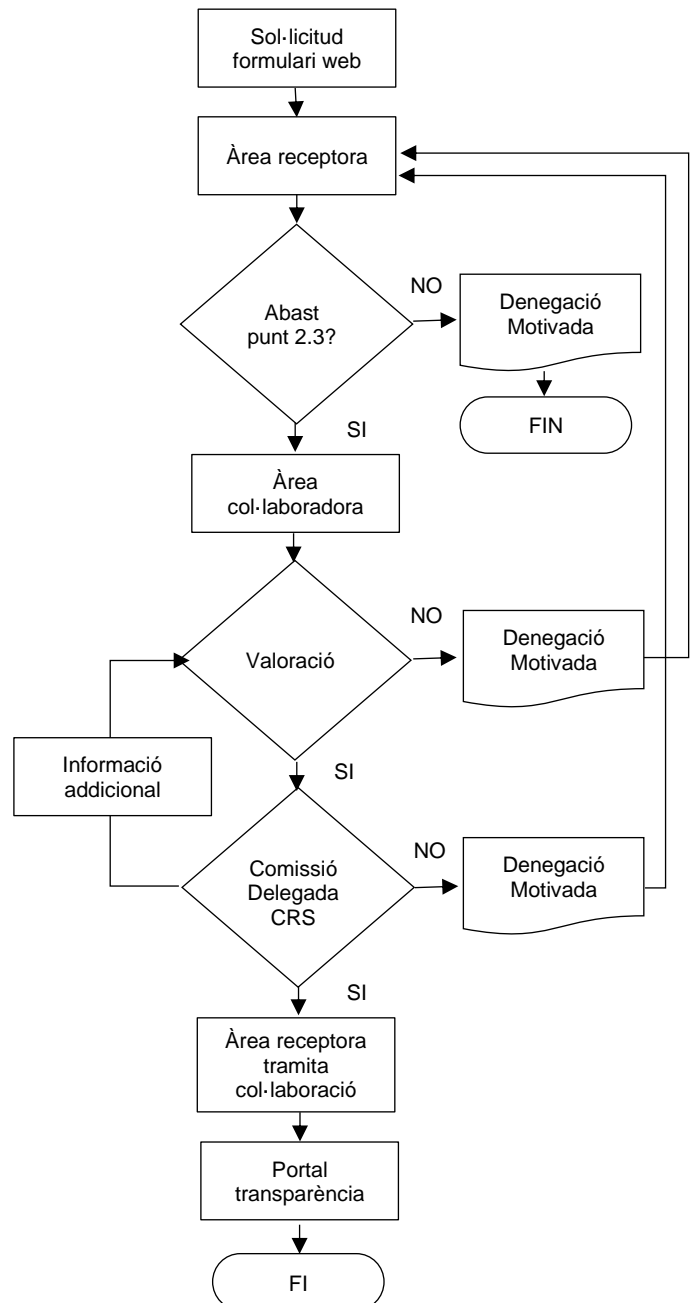 Sol·licitud
formulari web
Àrea receptora
Abast
punt 2.3?
NO
Denegació
Motivada
FIN
SI
Àrea
col·laboradora
Valoració
NO
Denegació
Motivada
Informació
addicional
SI
Comissió
Delegada
CRS
NO
Denegació
Motivada
SI
Àrea receptora
tramita
col·laboració
Portal
transparència
FI